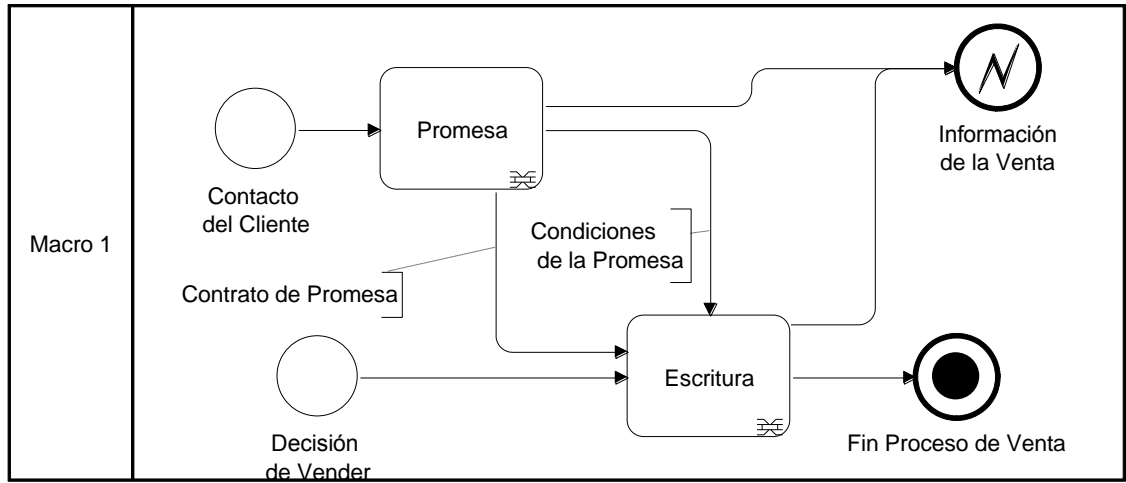 Macro 1
Contacto
del Cliente
Promesa
Información
de la Venta
Condiciones
de la Promesa
Contrato de Promesa
Decisión
de Vender
Escritura
Fin Proceso de Venta